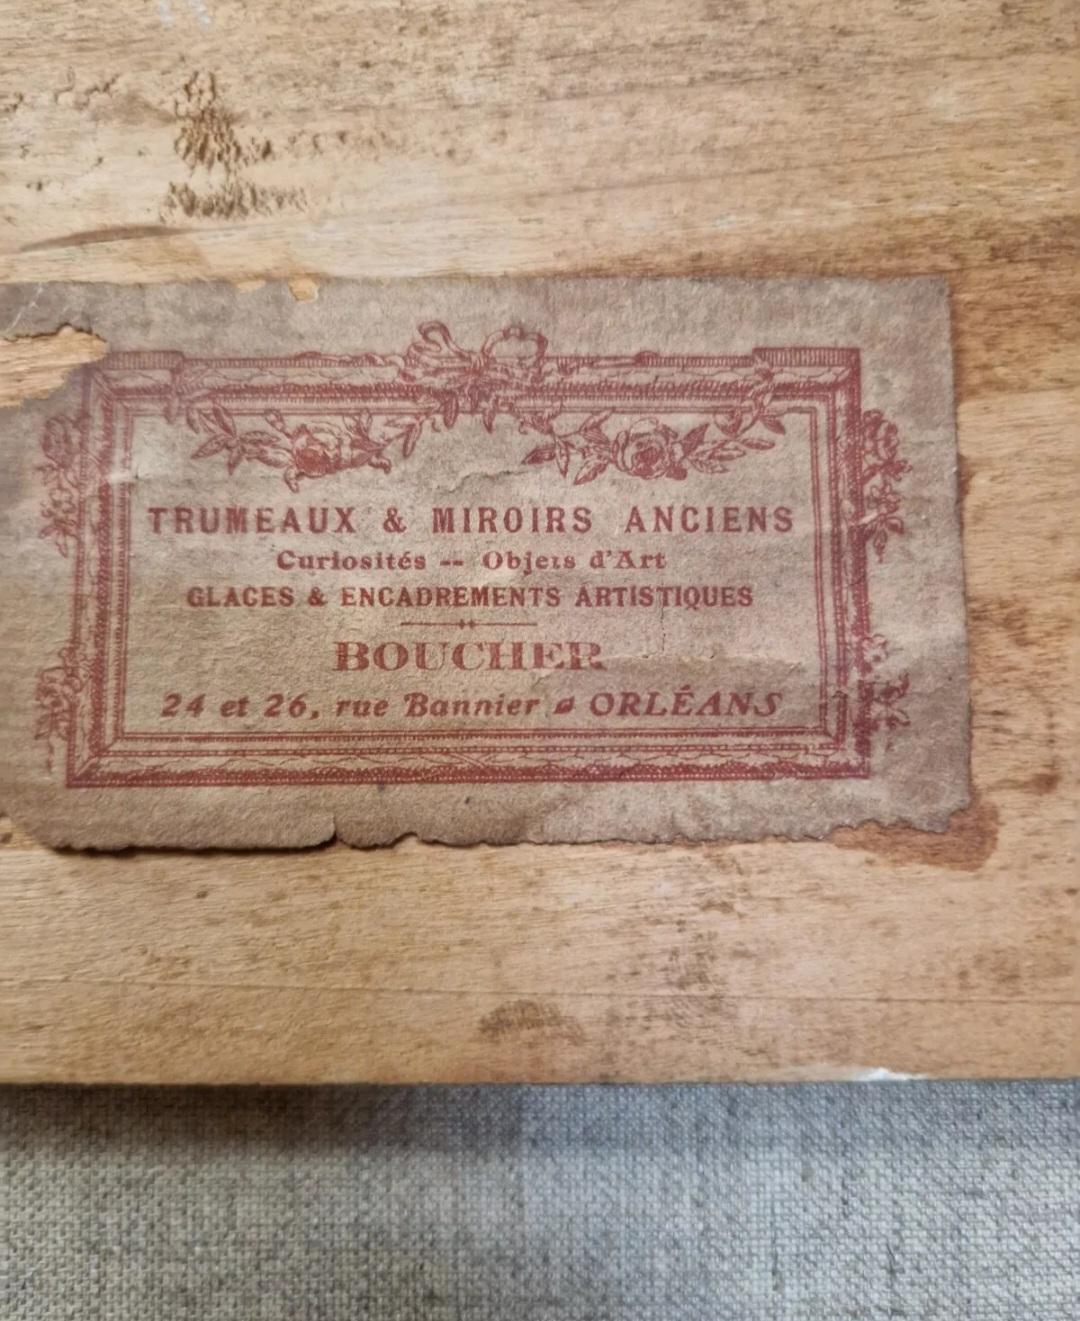 TRUMEAUX & MIROIRS ANCIENS
Curiosités -- Objets d'Art
GLACES & ENCADREMENTS ARTISTIQUES
BOUCHER
24 et 26, rue Bannier ORLÉANS